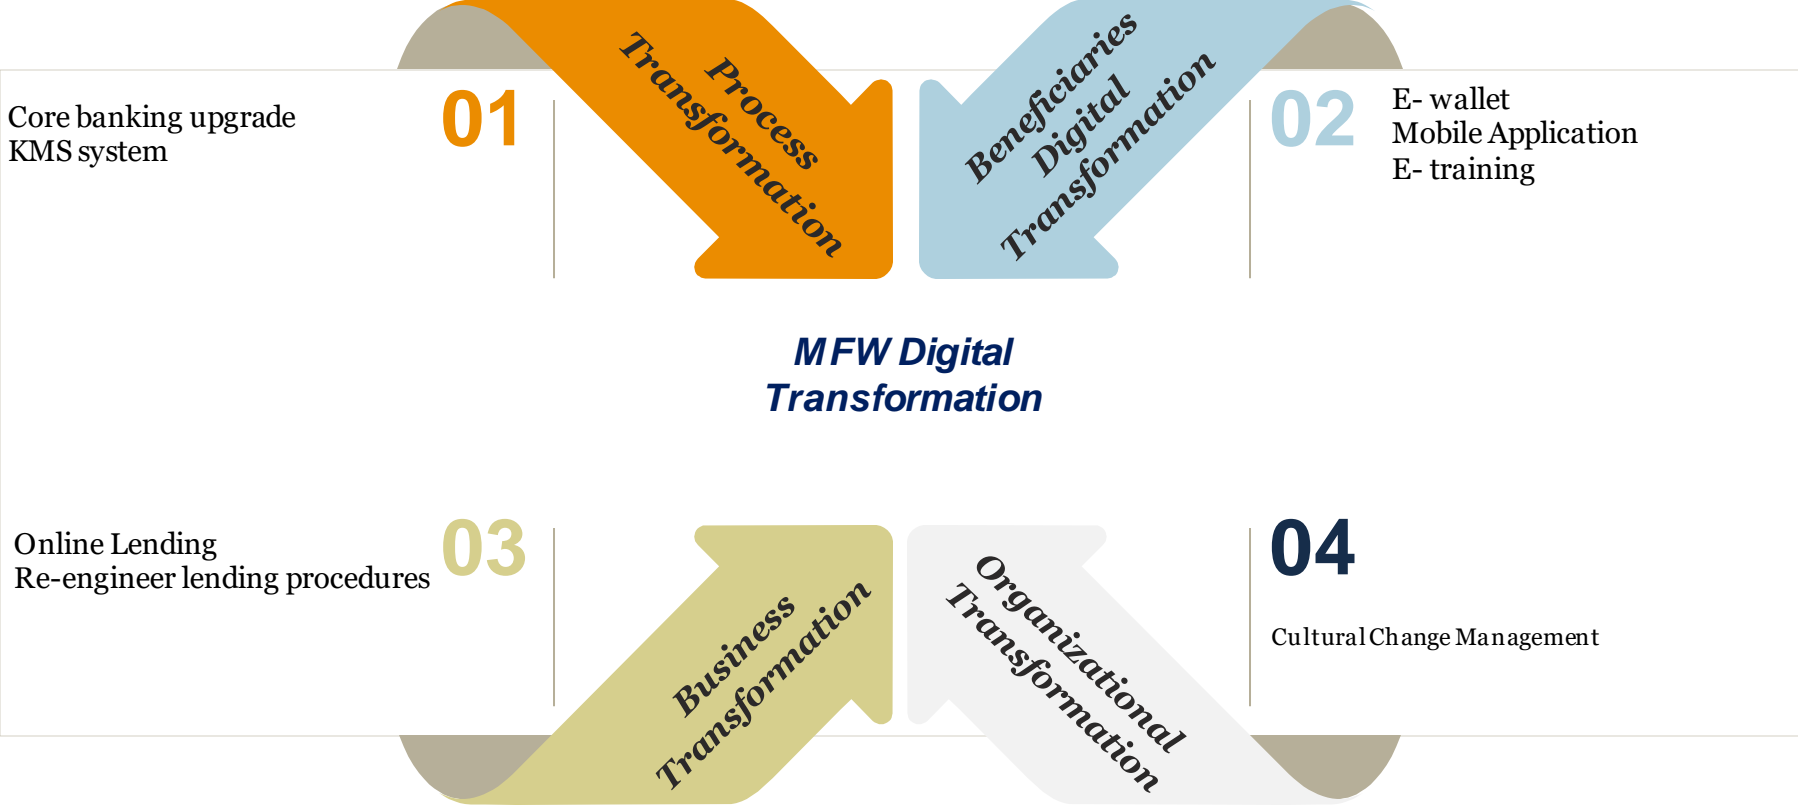 Core banking upgrade
KMS system
01
Process
Transformation
Beneficiaries
Digital
Transformation
02
E- wallet
Mobile Application
E- training
MFW Digital
Transformation
Online Lending
Re-engineer lending procedures
03
Business
Transformation
Organizational
Transformation
04
Cultural Change Management